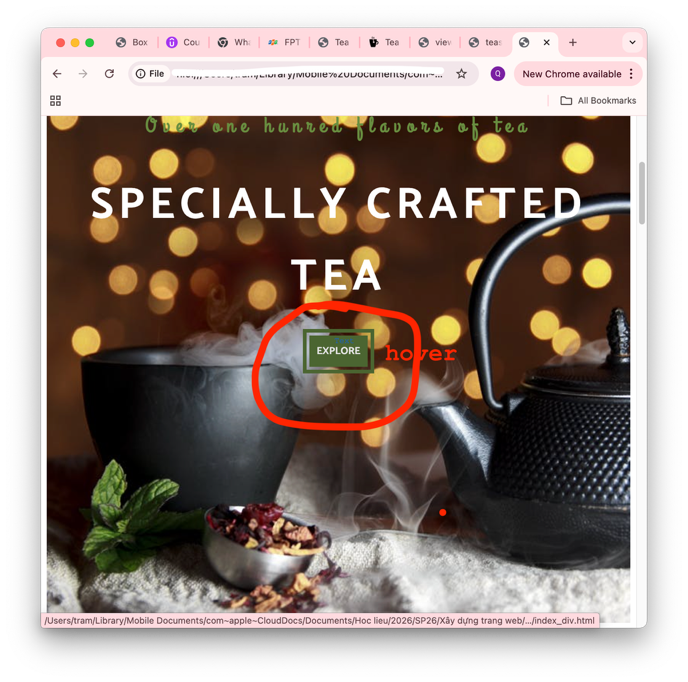 Box
Cou
Wha
FPT
Tea
Tea
view
teas
File
Q
New Chrome available
All Bookmarks
Over one hunred flavors of tea
SPECIALLY CRAFTED
TEA
EXPLORE
hover
/Users/tram/Library/Mobile Documents/com~apple~CloudDocs/Documents/Hoc lieu/2026/SP26/Xây dựng trang web/.../index_div.html